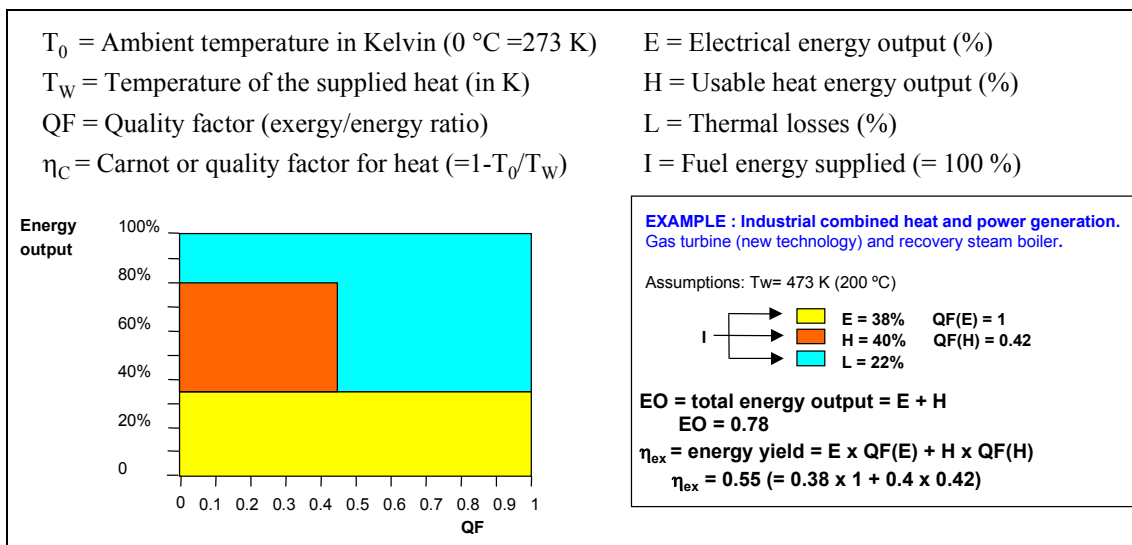 T0 = Ambient temperature in Kelvin (0 °C =273 K)
TW = Temperature of the supplied heat (in K)
QF = Quality factor (exergy/energy ratio)
ηC = Carnot or quality factor for heat (=1-T0/TW)
E = Electrical energy output (%)
H = Usable heat energy output (%)
L = Thermal losses (%)
I = Fuel energy supplied (= 100 %)
Energy
output
100%
80%
60%
40%
20%
0
0 0.1 0.2 0.3 0.4 0.5 0.6 0.7 0.8 0.9 1
QF
EXAMPLE : Industrial combined heat and power generation.
Gas turbine (new technology) and recovery steam boiler.
Assumptions: Tw= 473 K (200 ºC)
I
E = 38% QF(E) = 1
H = 40% QF(H) = 0.42
L = 22%
EO = total energy output = E + H
EO = 0.78
ηex = energy yield = E x QF(E) + H x QF(H)
ηex = 0.55 (= 0.38 x 1 + 0.4 x 0.42)